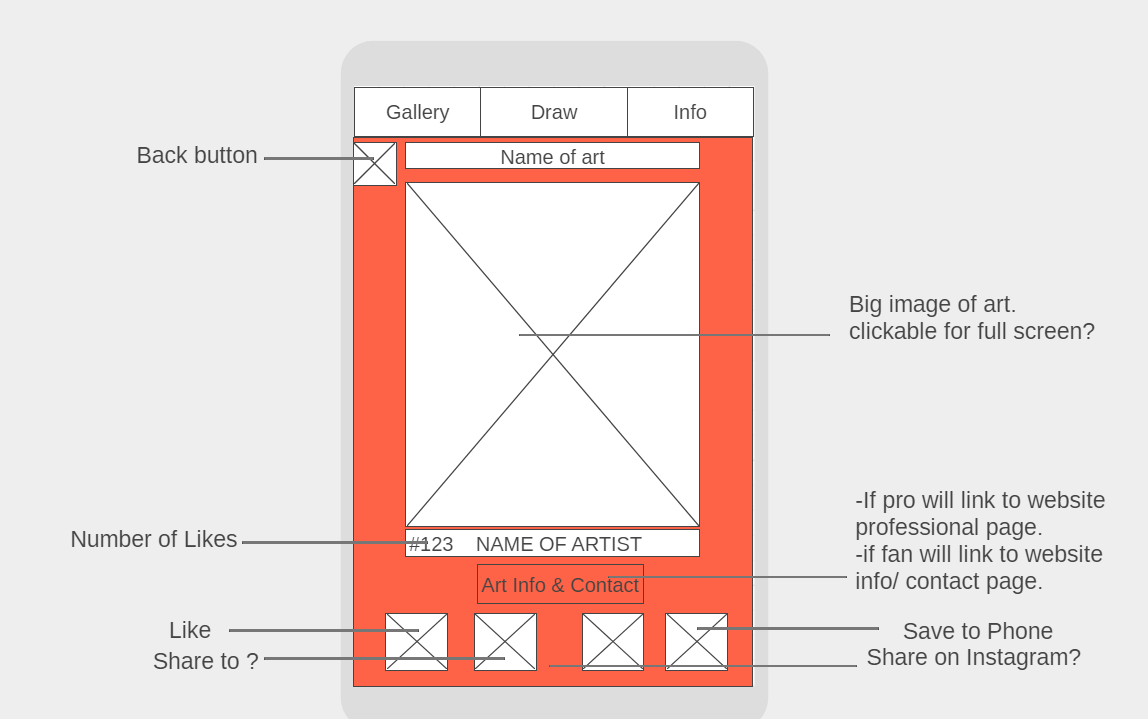 Gallery
Draw
Info
Back button
Name of art
Big image of art.
clickable for full screen?
Number of Likes
#123
NAME OF ARTIST
-If pro will link to website
professional page.
-if fan will link to website
info/ contact page.
Art Info & Contact
Like
Share to ?
Save to Phone
Share on Instagram?